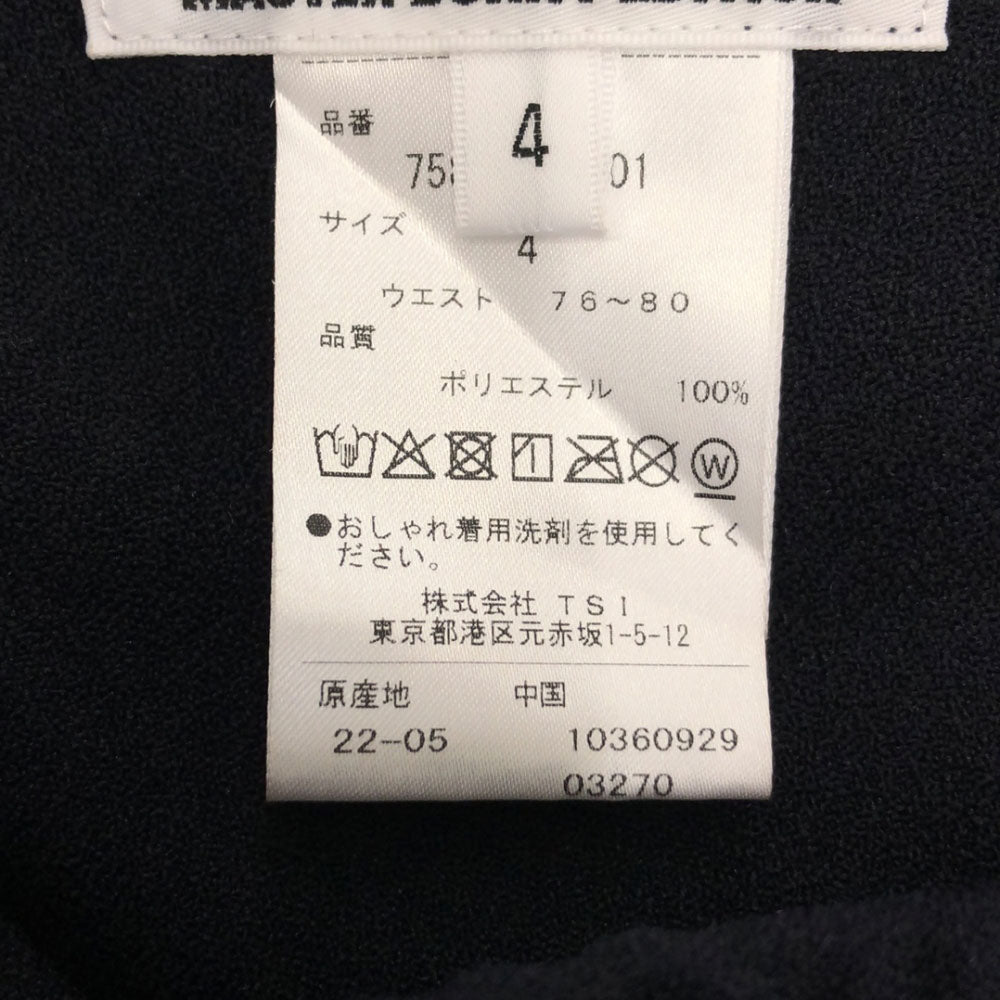 4
品番
75
01
サイズ
4
ウエスト 76~80
品質
ポリエステル 100%
W
●おしゃれ着用洗剤を使用してく
ださい。
株式会社 TSI
東京都港区元赤坂1-5-12
原産地 中国
22-05 10360929
03270